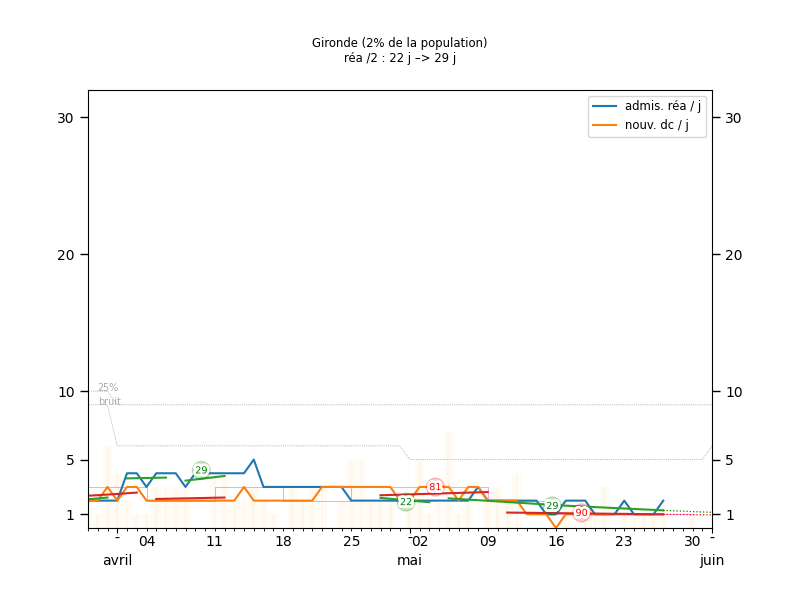 Gironde (2% de la population)
réa /2 : 22 j –> 29 j
admis. réa / j
nouv. dc / j
30
30
20
20
10
10
25%
bruit
5
5
29
81
22
29
90
1
1
- 04 11 18 25 - 02 09 16 23 30 -
avril mai juin